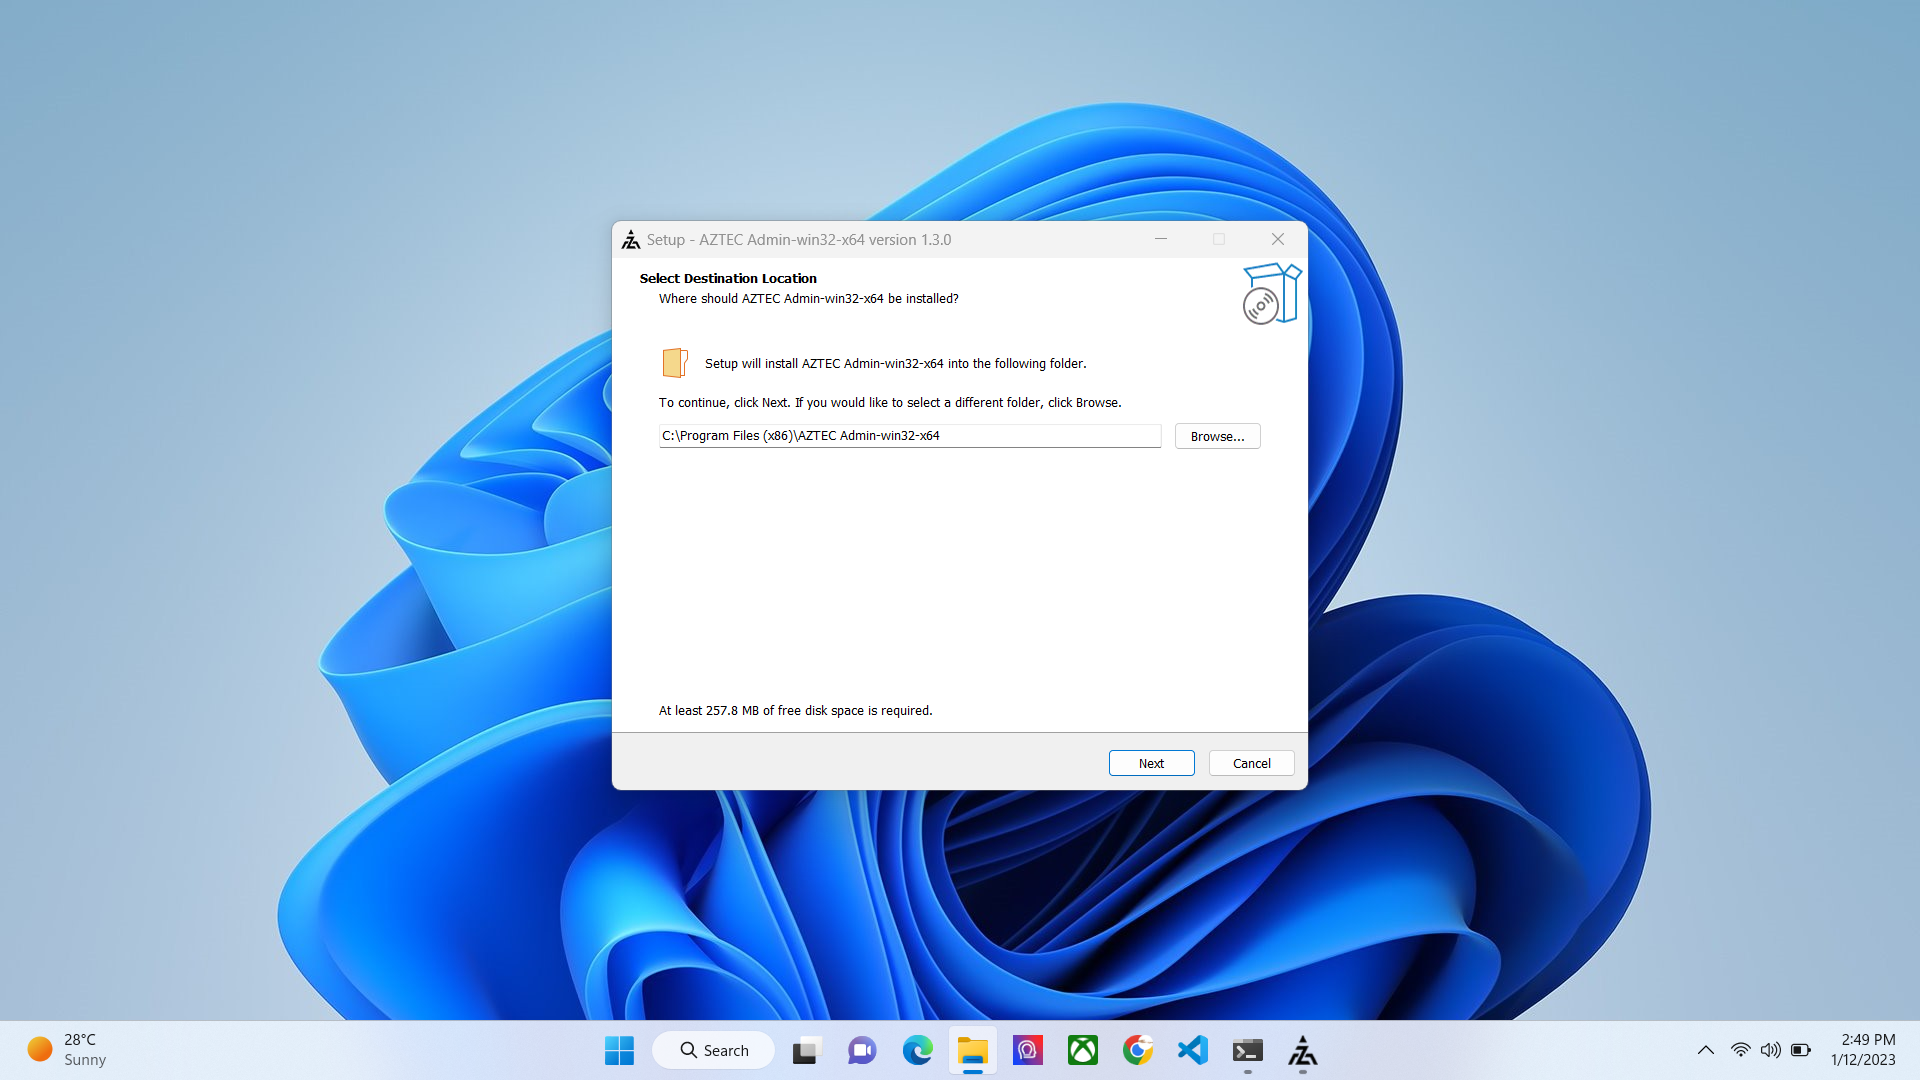 Setup - AZTEC Admin-win32-x64 version 1.3.0
Select Destination Location
Where should AZTEC Admin-win32-x64 be installed?
Setup will install AZTEC Admin-win32-x64 into the following folder.
To continue, click Next. If you would like to select a different folder, click Browse.
C:\Program Files (x86)\AZTEC Admin-win32-x64
Browse...
At least 257.8 MB of free disk space is required.
Next
Cancel
28°C
Sunny
Search
2:49 PM
1/12/2023